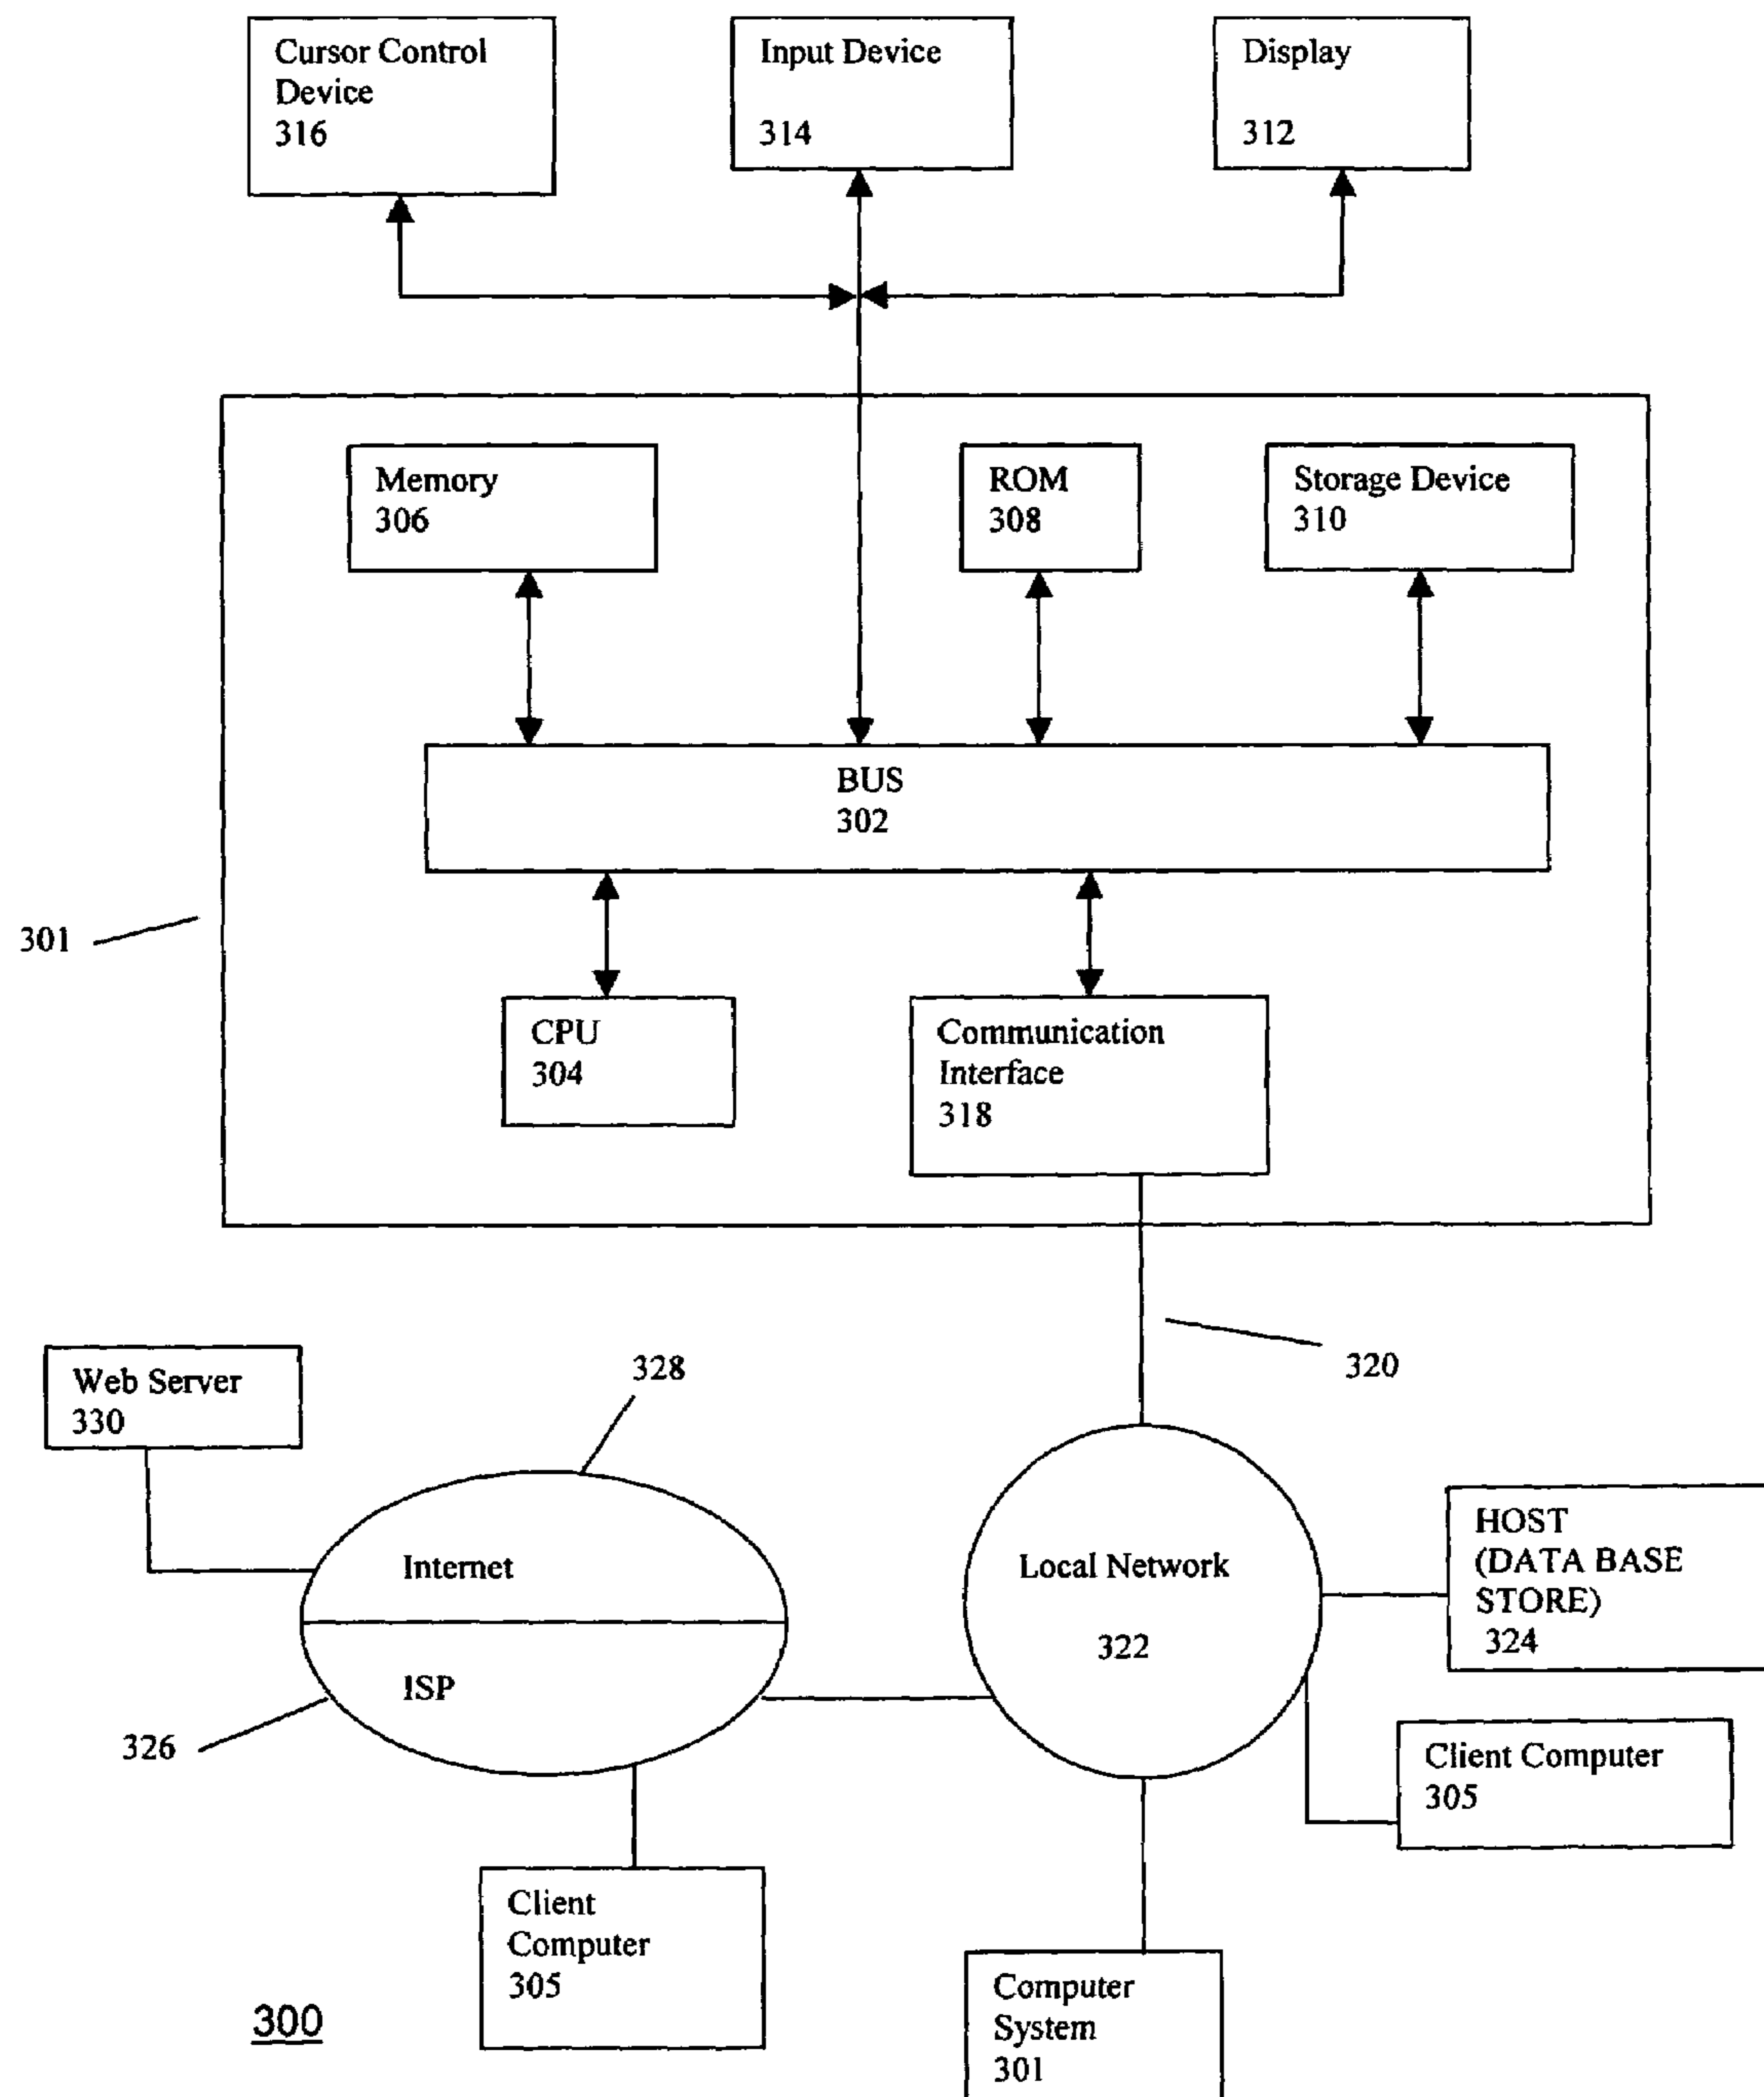 Cursor Control
Device
316
Input Device
314
Display
312
Memory
306
ROM
308
Storage Device
310
BUS
302
301
CPU
304
Communication
Interface
318
320
Web Server
330
328
Internet
ISP
326
Local Network
322
HOST
(DATA BASE
STORE)
324
Client Computer
305
Client
Computer
305
Computer
System
301
300